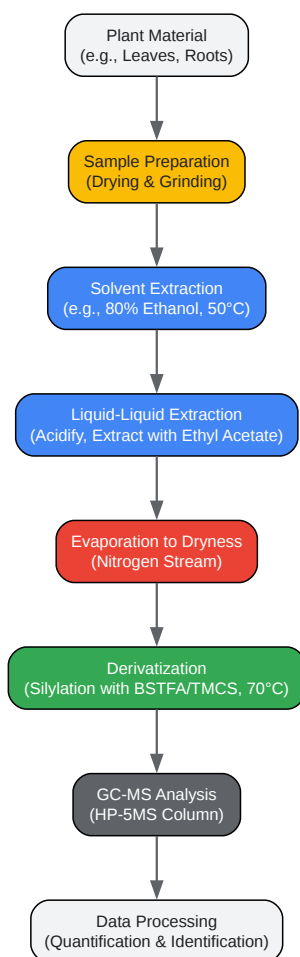 Plant Material
(e.g., Leaves, Roots)
Sample Preparation
(Drying & Grinding)
Solvent Extraction
(e.g., 80% Ethanol, 50°C)
Liquid-Liquid Extraction
(Acidify, Extract with Ethyl Acetate)
Evaporation to Dryness
(Nitrogen Stream)
Derivatization
(Silylation with BSTFA/TMCS, 70°C)
GC-MS Analysis
(HP-5MS Column)
Data Processing
(Quantification & Identification)